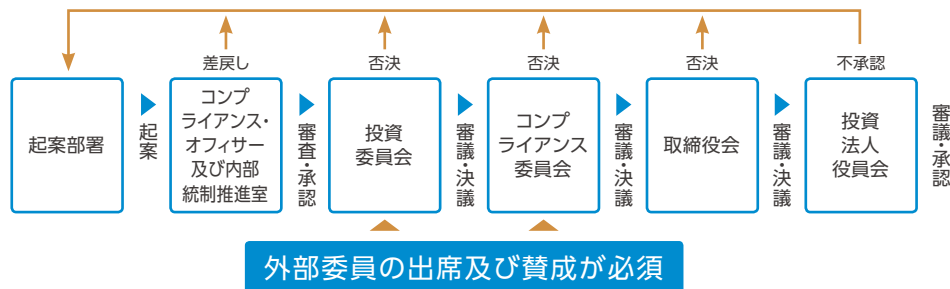 差戻し
否決
否決
否決
不承認
起案部署
起案
コンプ
ライアンス・
オフィサー
及び内部
統制推進室
審査・承認
投資
委員会
審議・決議
コンプ
ライアンス
委員会
審議・決議
取締役会
審議・決議
投資
法人
役員会
審議・承認
外部委員の出席及び賛成が必須